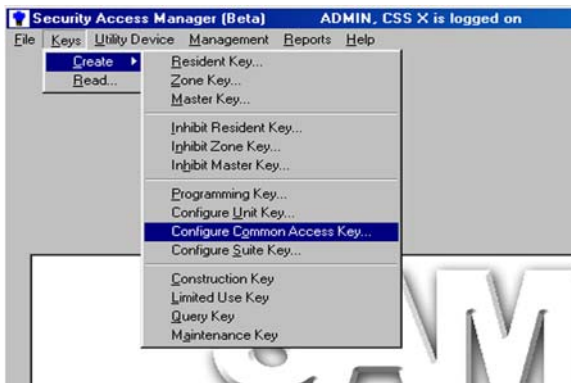 Security Access Manager (Beta) ADMIN, CSS X is logged on
File Keys Utility Device Management Reports Help
Create
Read...
Resident Key...
Zone Key...
Master Key...
Inhibit Resident Key...
Inhibit Zone Key...
Inhibit Master Key...
Programming Key...
Configure Unit Key...
Configure Common Access Key...
Configure Suite Key...
Construction Key
Limited Use Key
Query Key
Maintenance Key
SAM